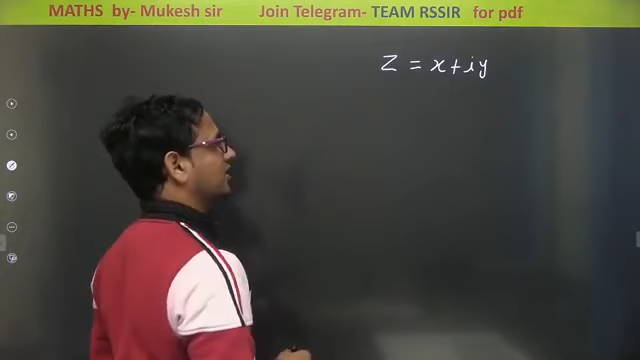 MATHS by- Mukesh sir Join Telegram- TEAM RSSIR for pdf
Z = x + iy